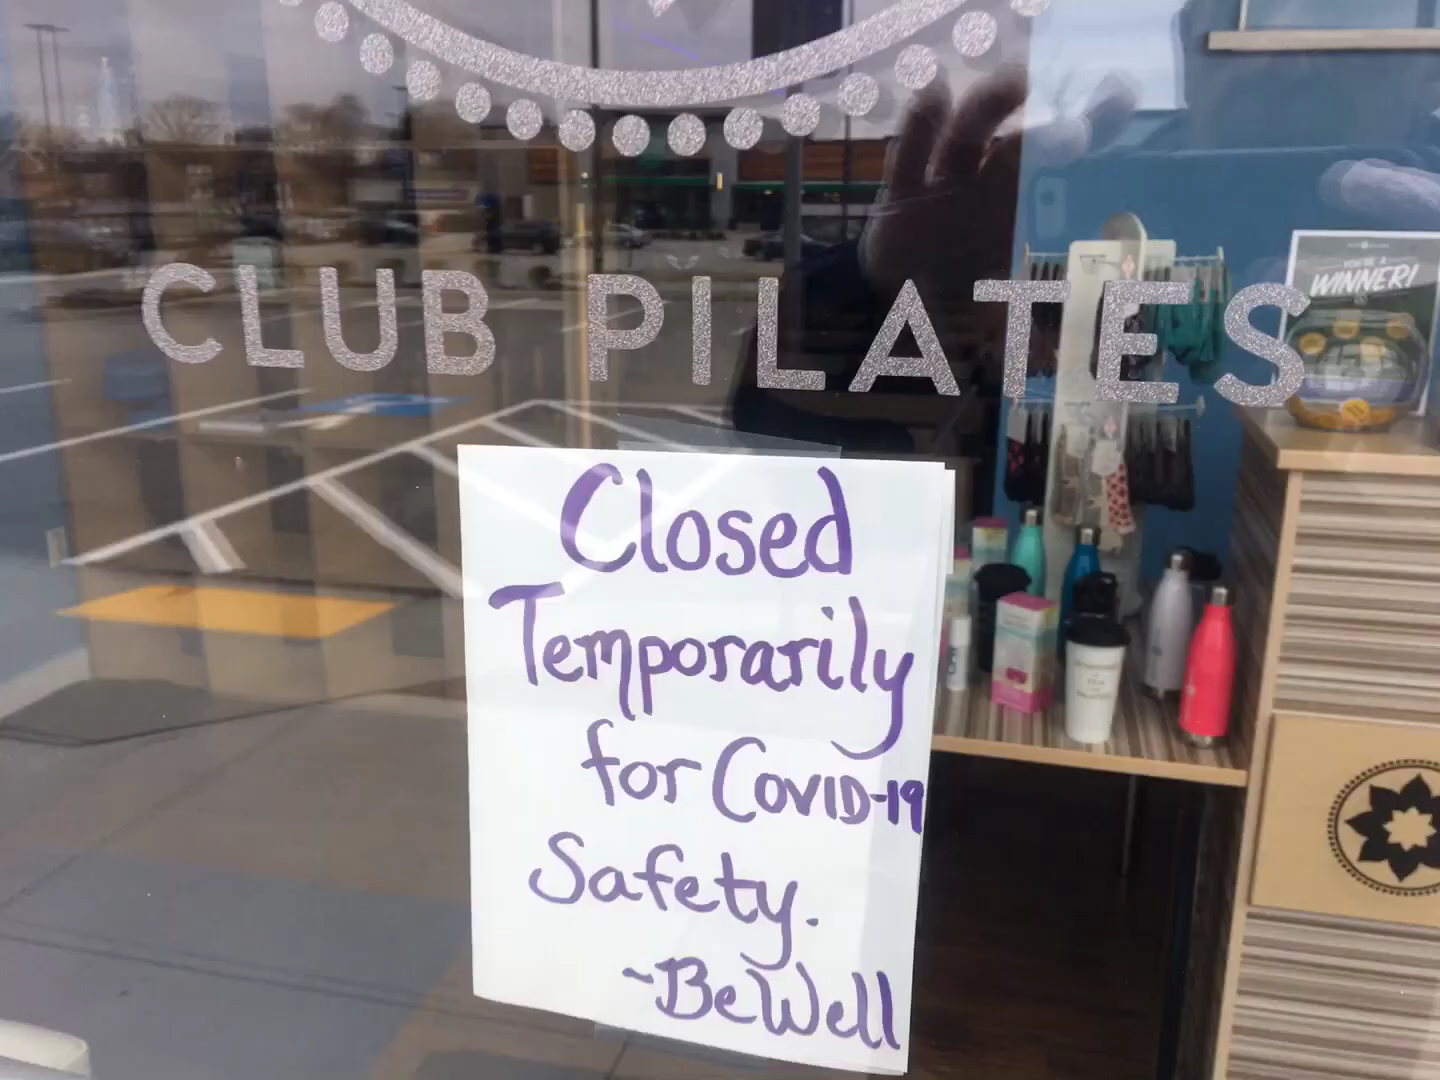 CLUB PILATES
YOU'RE A
WINNER!
Closed
Temporarily
for COVID-19
Safety.
~Be Well